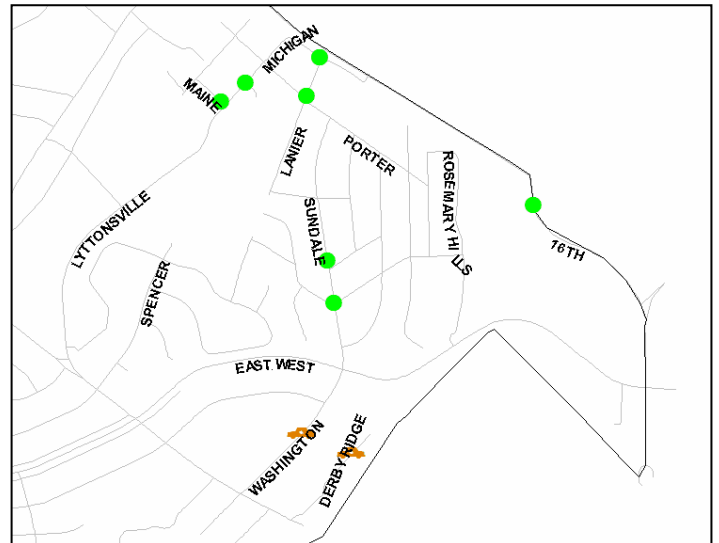 MICHIGAN
MAINE
LANIER
PORTER
ROSEMARY HILLS
LYTTONSVILLE
SUNDALE
16TH
SPENCER
EAST WEST
WASHINGTON
DERBY RIDGE